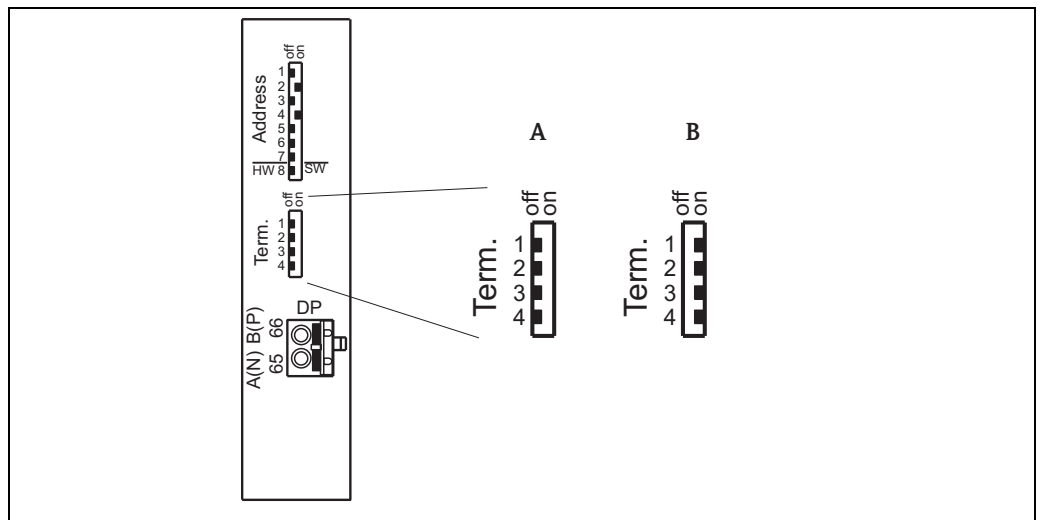 off
on
Address
1
2
3
4
5
6
7
HW 8 SW
off
on
Term.
1
2
3
4
DP
B(P) 66
A(N) 65
A
off
on
Term.
1
2
3
4
B
off
on
Term.
1
2
3
4